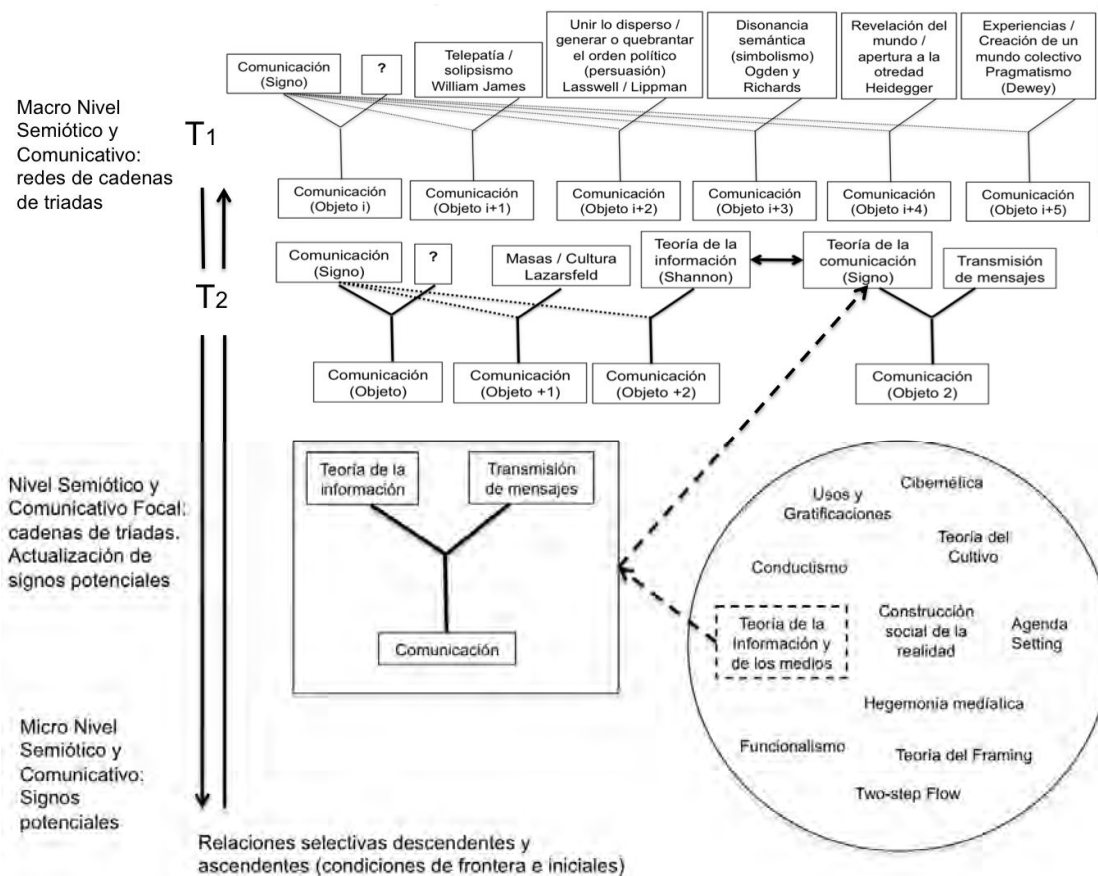 Comunicación
(Signo)
?
Telepatía /
solipsismo
William James
Unir lo disperso /
generar o quebrantar
el orden político
(persuasión)
Lasswell / Lippman
Disonancia
semántica
(simbolismo)
Ogden y
Richards
Revelación del
mundo /
apertura a la
otredad
Heidegger
Experiencias /
Creación de un
mundo colectivo
Pragmatismo
(Dewey)
Macro Nivel
Semiótico y
Comunicativo:
redes de cadenas
de triadas
T1
Comunicación
(Objeto i)
Comunicación
(Objeto i+1)
Comunicación
(Objeto i+2)
Comunicación
(Objeto i+3)
Comunicación
(Objeto i+4)
Comunicación
(Objeto i+5)
T2
Comunicación
(Signo)
?
Masas / Cultura
Lazarsfeld
Teoría de la
información
(Shannon)
Teoría de la
comunicación
(Signo)
Transmisión
de mensajes
Comunicación
(Objeto)
Comunicación
(Objeto +1)
Comunicación
(Objeto +2)
Comunicación
(Objeto 2)
Nivel Semiótico y
Comunicativo Focal:
cadenas de tríadas.
Actualización de
signos potenciales
Teoría de la
información
Transmisión
de mensajes
Comunicación
Cibernética
Usos y
Gratificaciones
Teoría del
Cultivo
Conductismo
Teoría de la
Información y
de los medios
Construcción
social de la
realidad
Agenda
Setting
Hegemonía medíatica
Funcionalismo
Teoría del Framing
Two-step Flow
Micro Nivel
Semiótico y
Comunicativo:
Signos
potenciales
Relaciones selectivas descendentes y
ascendentes (condiciones de frontera e iniciales)